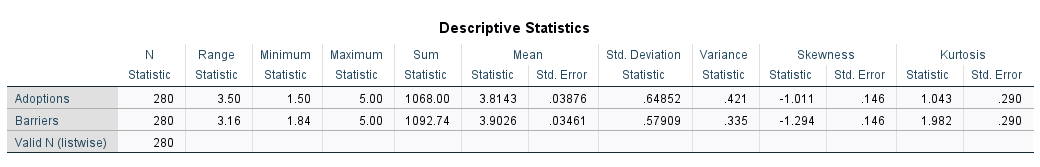 Descriptive Statistics
N Range Minimum Maximum Sum Mean Std. Deviation Variance Skewness Kurtosis
Statistic Statistic Statistic Statistic Statistic Statistic Std. Error Statistic Statistic Statistic Std. Error Statistic Std. Error
Adoptions 280 3.50 1.50 5.00 1068.00 3.8143 .03876 .64852 .421 -1.011 .146 1.043 .290
Barriers 280 3.16 1.84 5.00 1092.74 3.9026 .03461 .57909 .335 -1.294 .146 1.982 .290
Valid N (listwise) 280